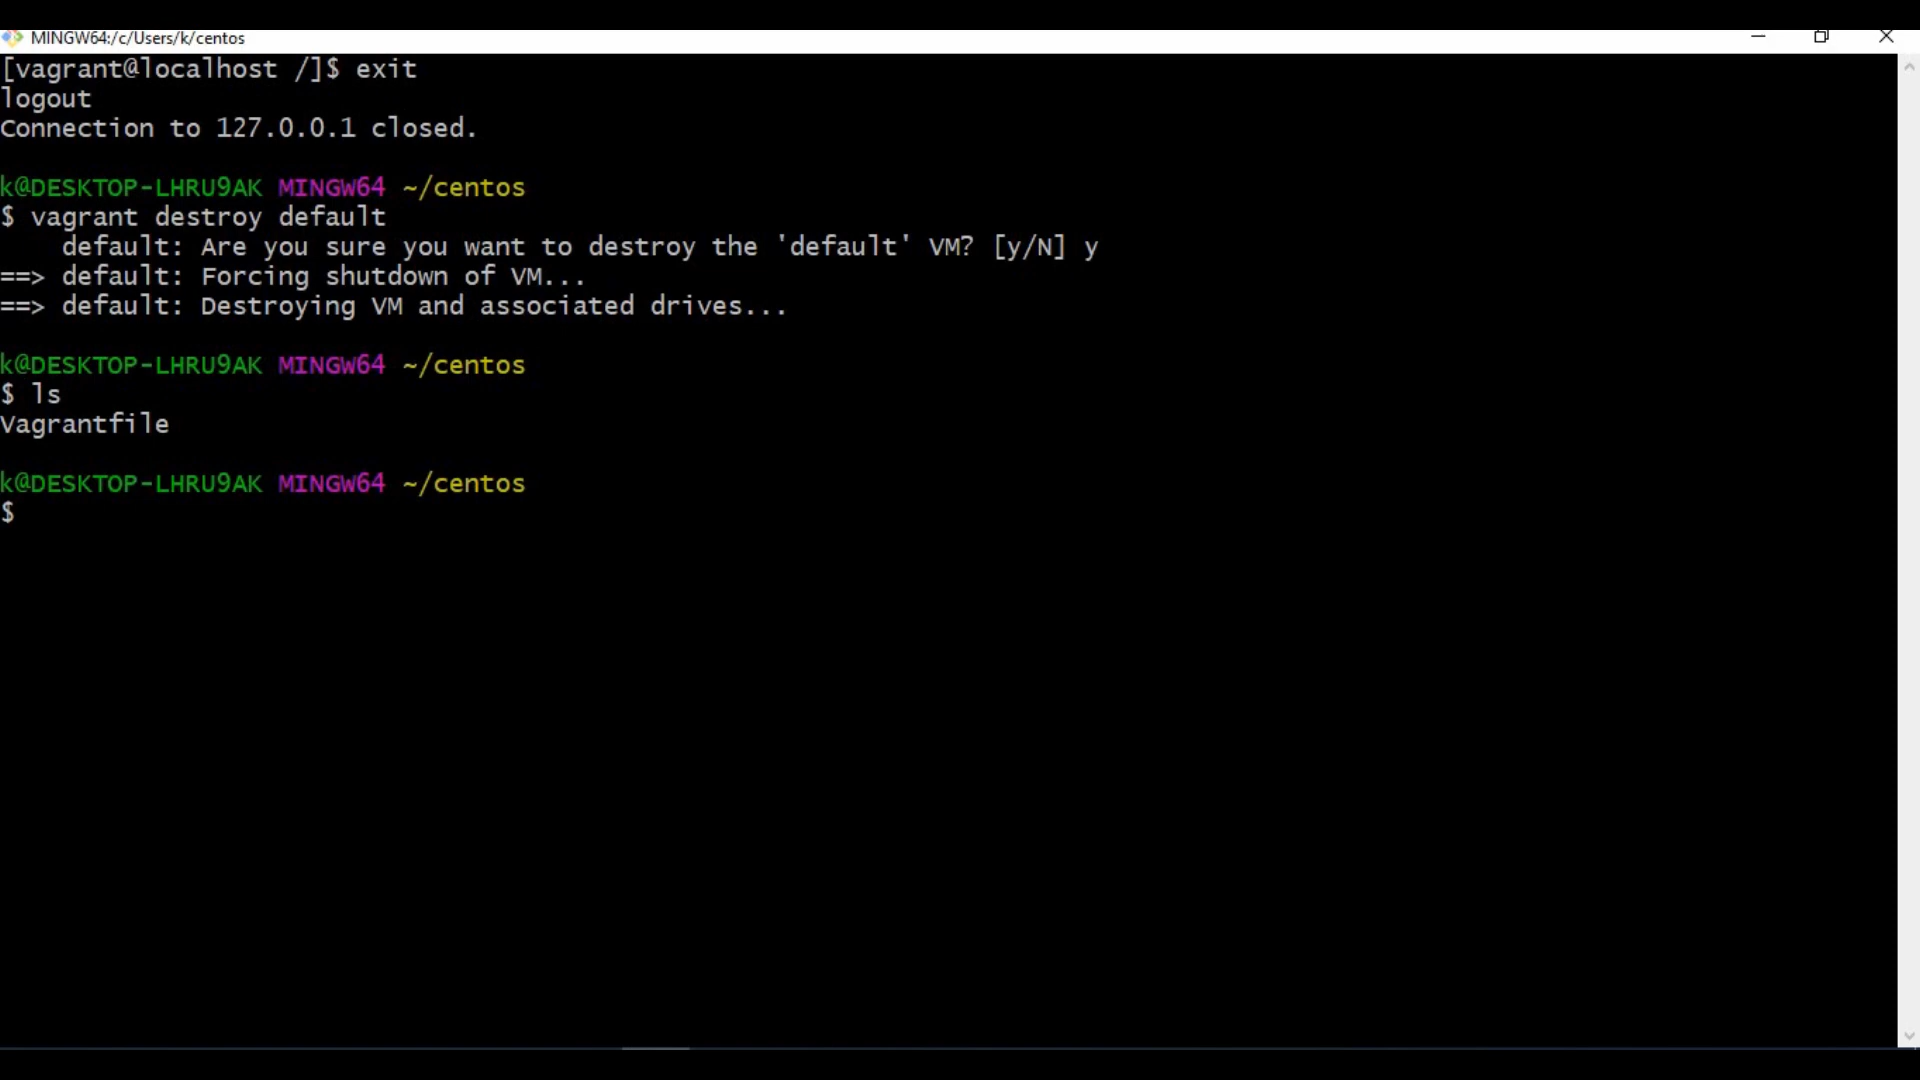 MINGW64:/c/Users/k/centos
[vagrant@localhost /]$ exit
logout
Connection to 127.0.0.1 closed.
k@DESKTOP-LHRU9AK MINGW64 ~/centos
$ vagrant destroy default
    default: Are you sure you want to destroy the 'default' VM? [y/N] y
==> default: Forcing shutdown of VM...
==> default: Destroying VM and associated drives...
k@DESKTOP-LHRU9AK MINGW64 ~/centos
$ ls
Vagrantfile
k@DESKTOP-LHRU9AK MINGW64 ~/centos
$